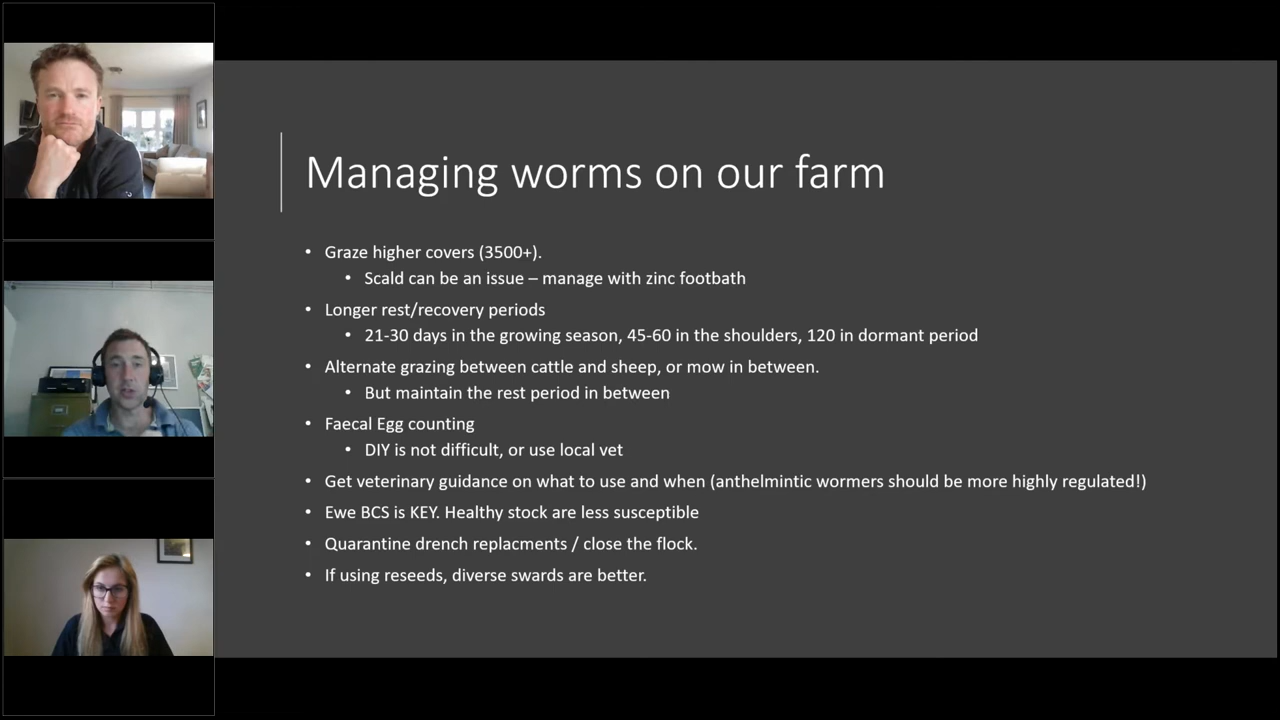 Managing worms on our farm
• Graze higher covers (3500+).
• Scald can be an issue – manage with zinc footbath
• Longer rest/recovery periods
• 21-30 days in the growing season, 45-60 in the shoulders, 120 in dormant period
• Alternate grazing between cattle and sheep, or mow in between.
• But maintain the rest period in between
• Faecal Egg counting
• DIY is not difficult, or use local vet
• Get veterinary guidance on what to use and when (anthelmintic wormers should be more highly regulated!)
• Ewe BCS is KEY. Healthy stock are less susceptible
• Quarantine drench replacments / close the flock.
• If using reseeds, diverse swards are better.